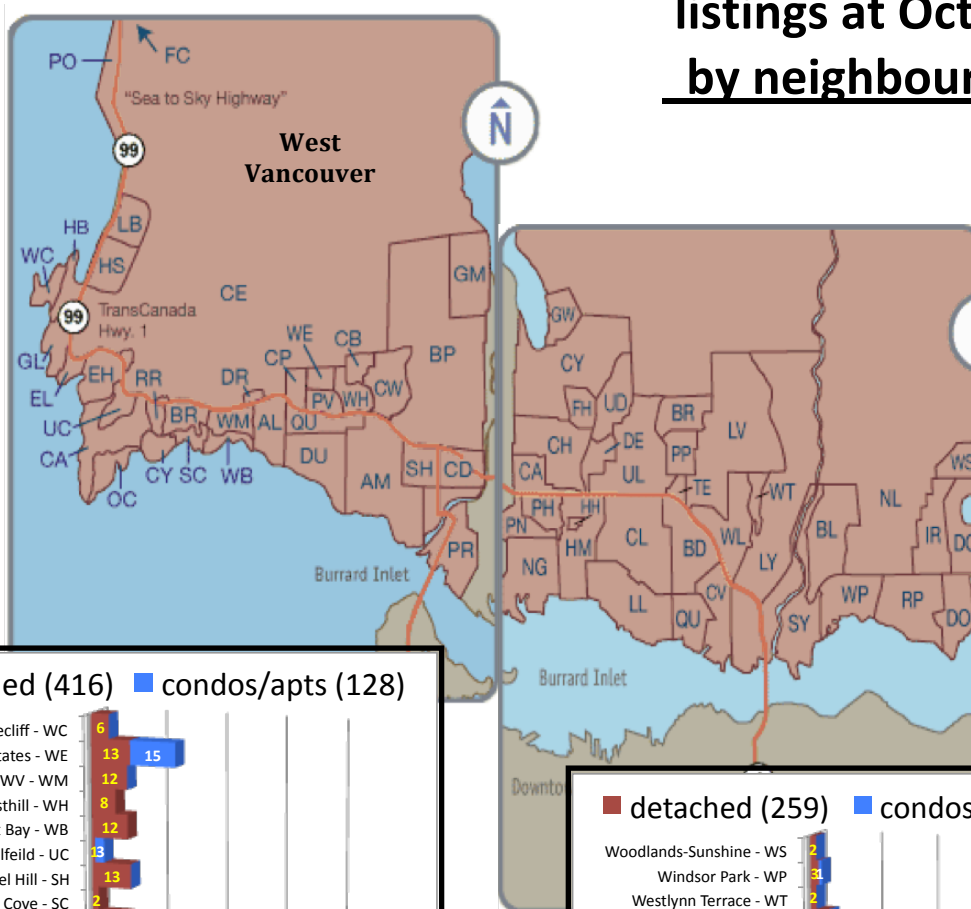 listings at Oct
by neighbour
PO
FC
"Sea to Sky Highway"
N
99
West
Vancouver
HB
LB
WC
HS
GM
CE
99
TransCanada
Hwy. 1
GW
WE
CB
GL
CP
BP
CY
EH
RR
DR
CW
EL
PV
WH
FH
UD
BR
UC
BR
WM
AL
QU
LV
CH
DE
CA
DU
PP
WS
CY
SC
WB
AM
SH
CD
CA
UL
TE
WT
NL
OC
PH
HH
PN
BL
PR
HM
CL
BD
WL
IR
DC
Burrard Inlet
NG
LY
CV
WP
RP
LL
QU
SY
DO
Burrard Inlet
ed (416) condos/apts (128)
ecliff - WC 6
tates - WE 13 15
WV - WM 12
sthill - WH 8
Bay - WB 12
lfeild - UC 13
el Hill - SH 13
Cove - SC 2
Downto
detached (259) condos
Woodlands-Sunshine - WS 2
Windsor Park - WP 3 1
Westlynn Terrace - WT 2